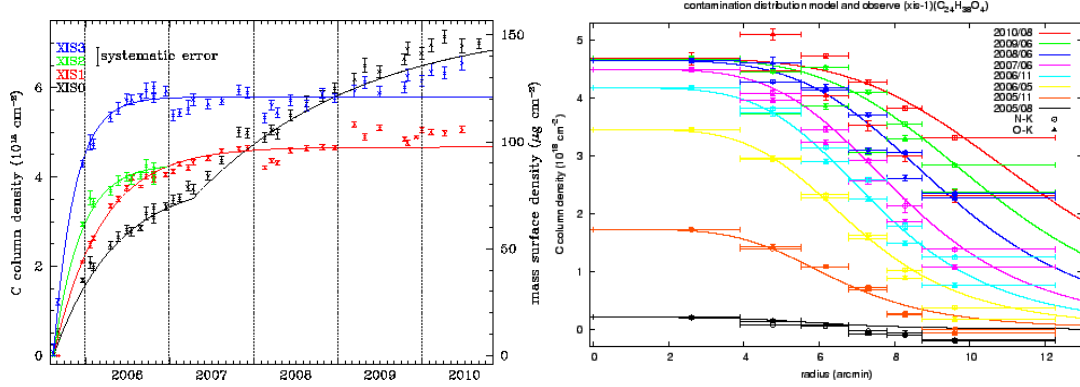 XIS3
XIS2
XIS1
XIS0
systematic error
C column density (10¹⁸ cm⁻²)
0
2
4
6
mass surface density (μg cm⁻²)
0
50
100
150
2006
2007
2008
2009
2010
contamination distribution model and observe (xis-1)(C₂₄H₃₈O₄)
2010/08
2009/06
2008/06
2007/06
2006/11
2006/05
2005/11
2005/08
N-K
O-K
C column density (10¹⁸ cm⁻²)
5
4
3
2
1
0
0
2
4
6
8
10
12
radius (arcmin)